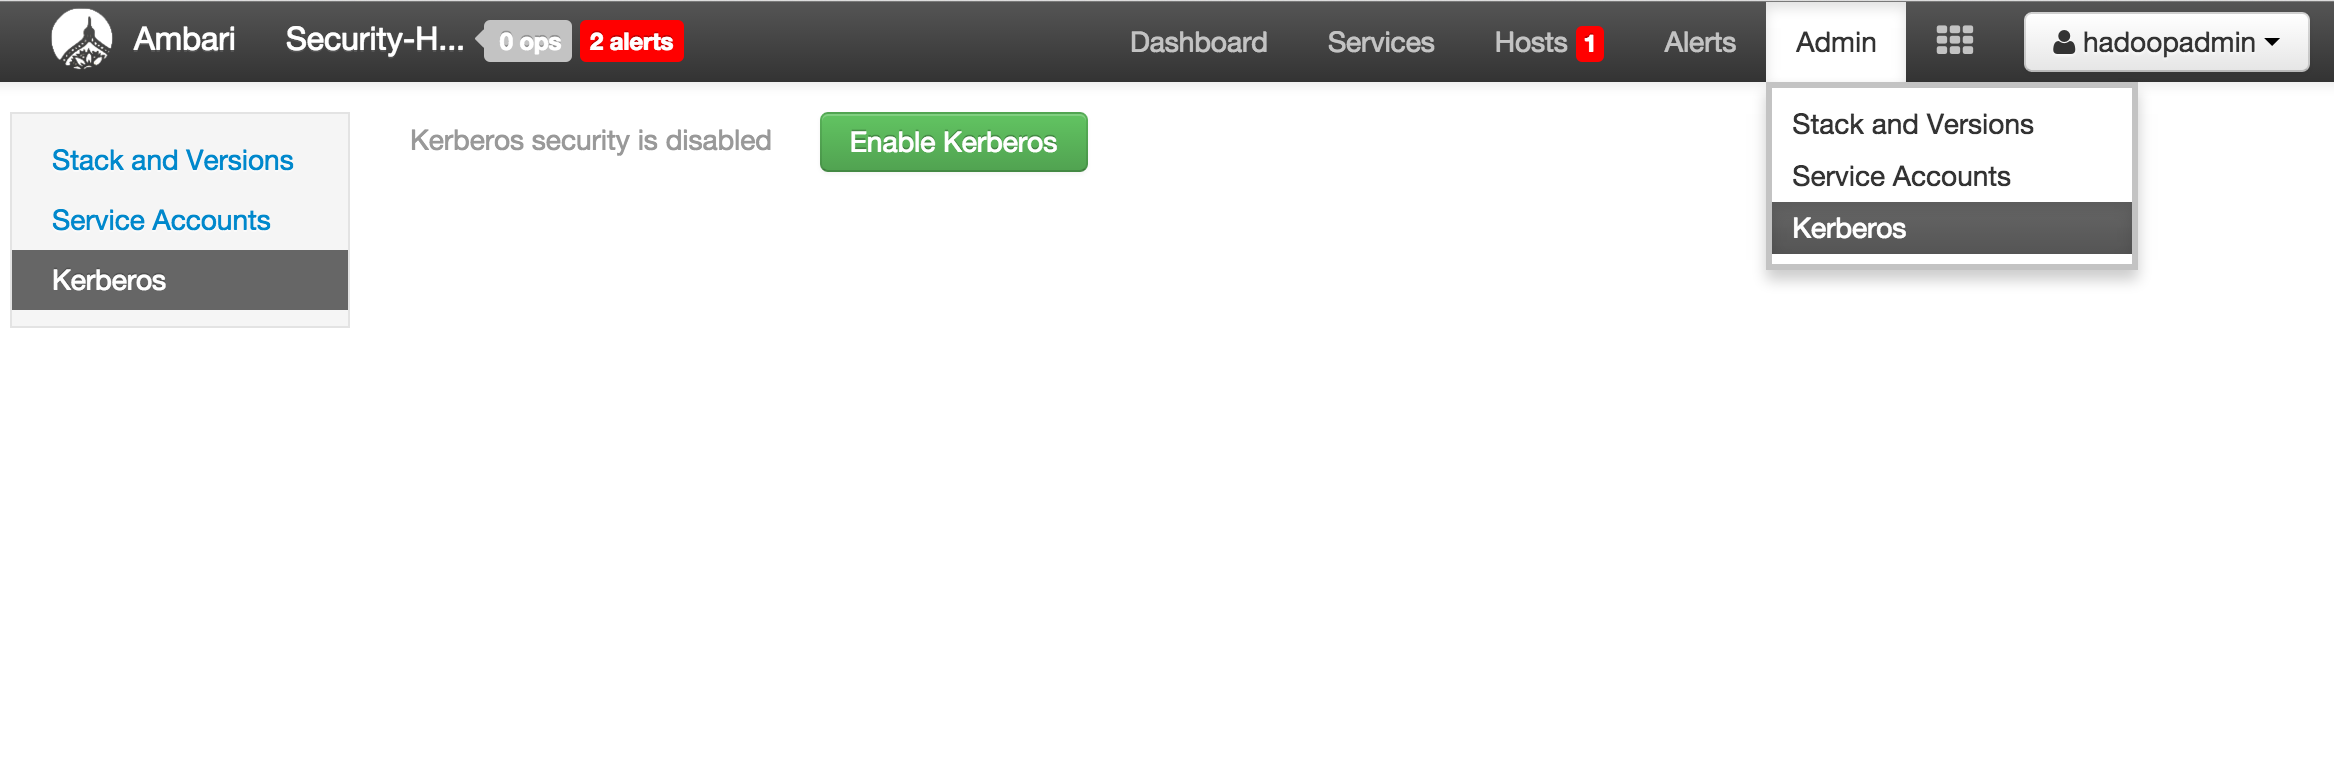 Ambari Security-H... 0 ops 2 alerts Dashboard Services Hosts 1 Alerts Admin hadoopadmin
Stack and Versions
Service Accounts
Kerberos
Kerberos security is disabled Enable Kerberos
Stack and Versions
Service Accounts
Kerberos